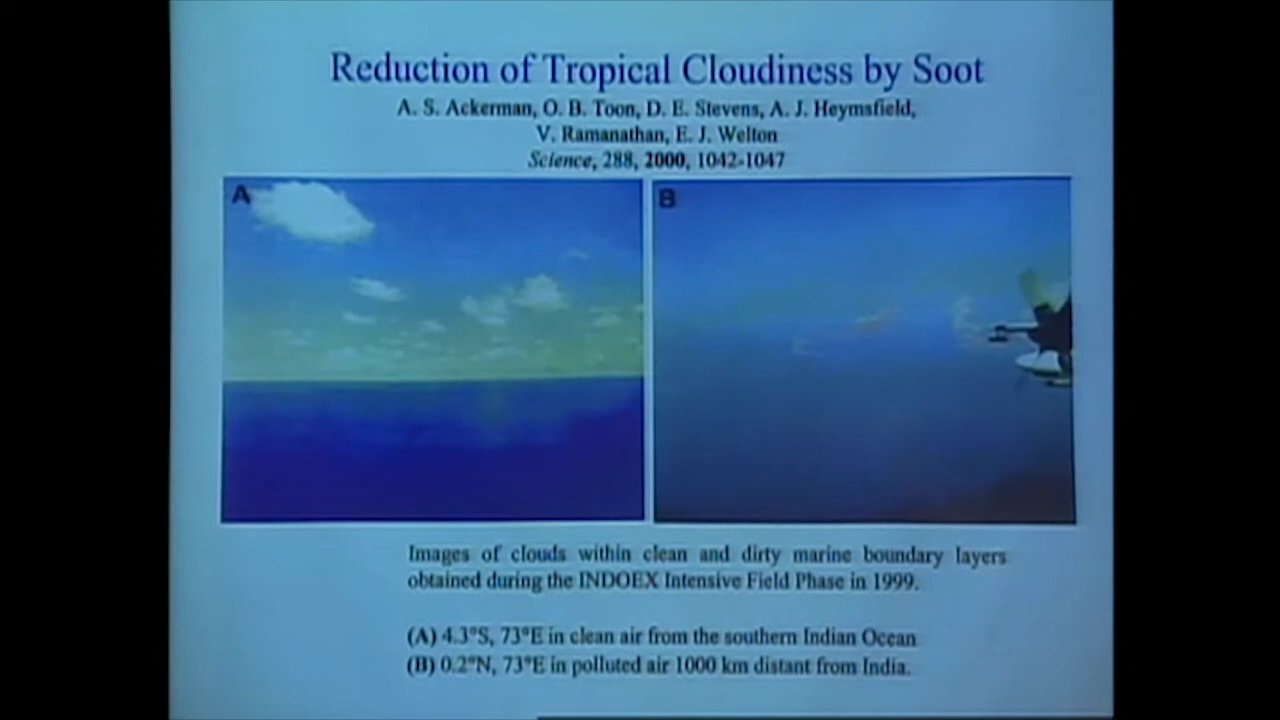 Reduction of Tropical Cloudiness by Soot
A. S. Ackerman, O. B. Toon, D. E. Stevens, A. J. Heymsfield,
V. Ramanathan, E. J. Welton
Science, 288, 2000, 1042-1047
A B
Images of clouds within clean and dirty marine boundary layers
obtained during the INDOEX Intensive Field Phase in 1999.
(A) 4.3°S, 73°E in clean air from the southern Indian Ocean
(B) 0.2°N, 73°E in polluted air 1000 km distant from India.